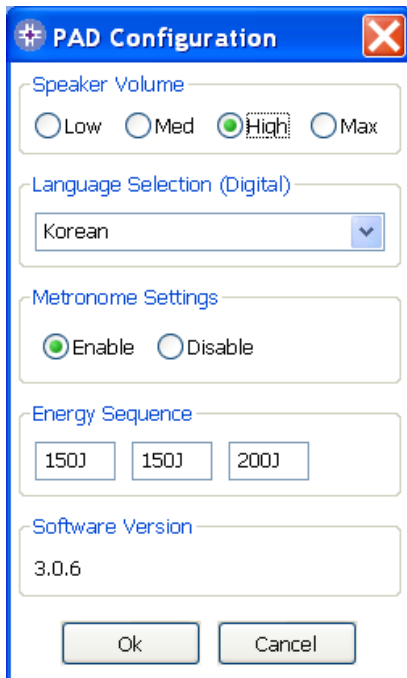 PAD Configuration
Speaker Volume
Low Med High Max
Language Selection (Digital)
Korean
Metronome Settings
Enable Disable
Energy Sequence
150J 150J 200J
Software Version
3.0.6
Ok Cancel